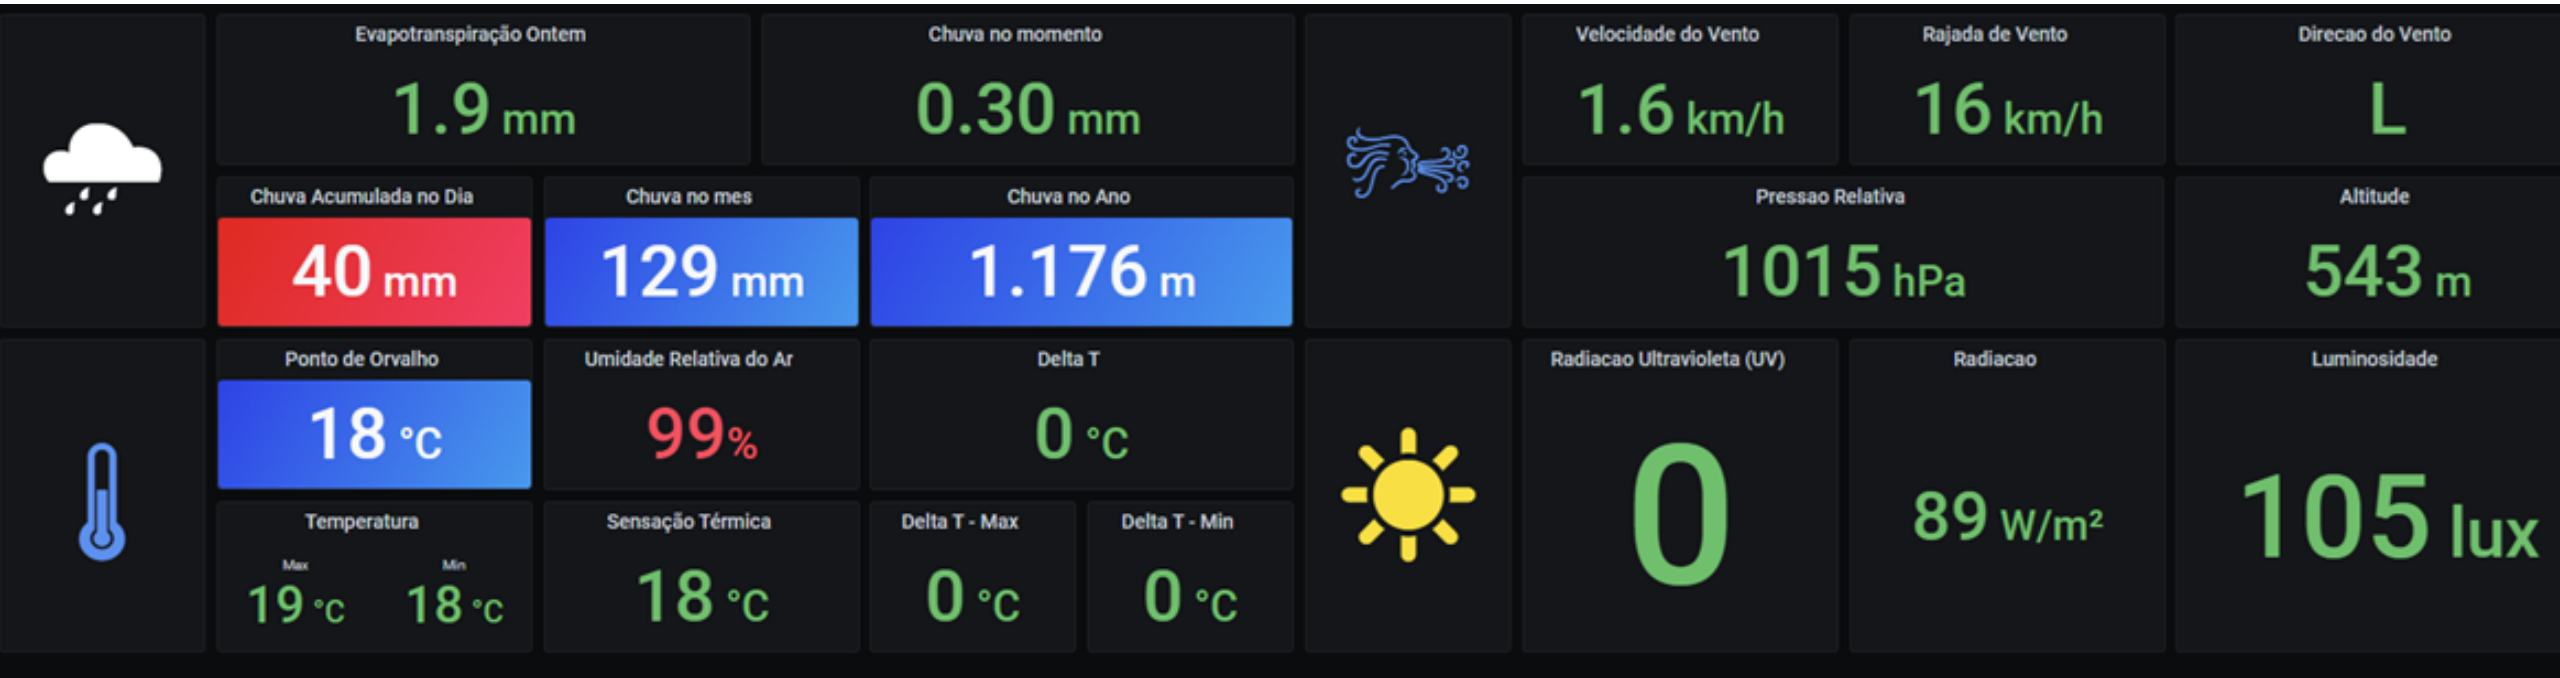 Evapotranspiração Ontem
1.9 mm
Chuva no momento
0.30 mm
Velocidade do Vento
1.6 km/h
Rajada de Vento
16 km/h
Direcao do Vento
L
Chuva Acumulada no Dia
40 mm
Chuva no mes
129 mm
Chuva no Ano
1.176 m
Pressao Relativa
1015 hPa
Altitude
543 m
Ponto de Orvalho
18 °C
Umidade Relativa do Ar
99%
Delta T
0 °C
Radiacao Ultravioleta (UV)
0
Radiacao
89 W/m²
Luminosidade
105 lux
Temperatura
Max
19 °C
Min
18 °C
Sensação Térmica
18 °C
Delta T - Max
0 °C
Delta T - Min
0 °C